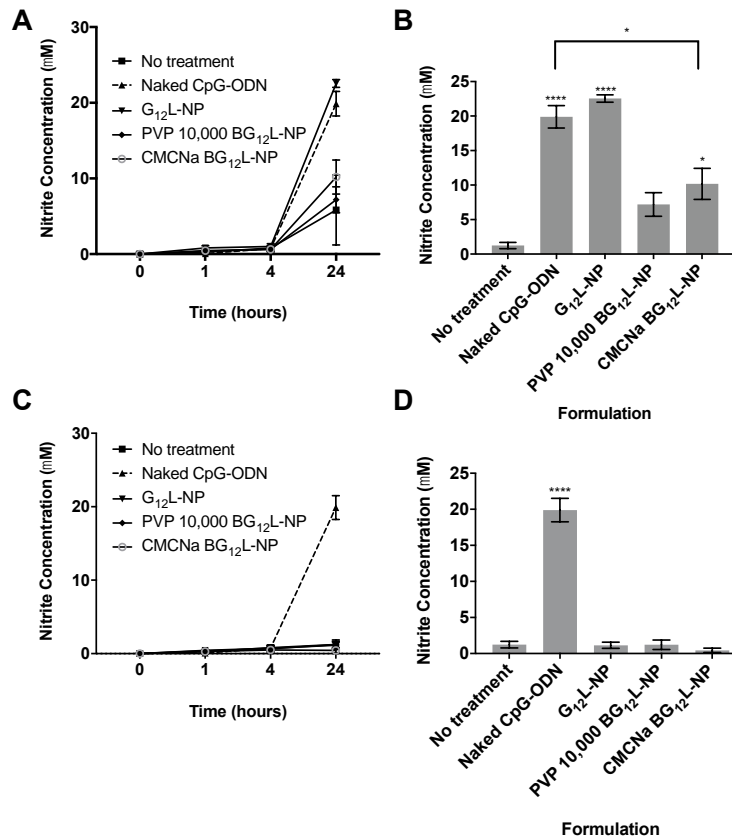 A
Nitrite Concentration (mM)
30
20
10
0
No treatment
Naked CpG-ODN
G12L-NP
PVP 10,000 BG12L-NP
CMCNa BG12L-NP
0 1 4 24
Time (hours)
B
Nitrite Concentration (mM)
25
20
15
10
5
0
*
****
****
*
No treatment
Naked CpG-ODN
G12L-NP
PVP 10,000 BG12L-NP
CMCNa BG12L-NP
Formulation
C
Nitrite Concentration (mM)
30
20
10
0
No treatment
Naked CpG-ODN
G12L-NP
PVP 10,000 BG12L-NP
CMCNa BG12L-NP
0 1 4 24
Time (hours)
D
Nitrite Concentration (mM)
25
20
15
10
5
0
****
No treatment
Naked CpG-ODN
G12L-NP
PVP 10,000 BG12L-NP
CMCNa BG12L-NP
Formulation